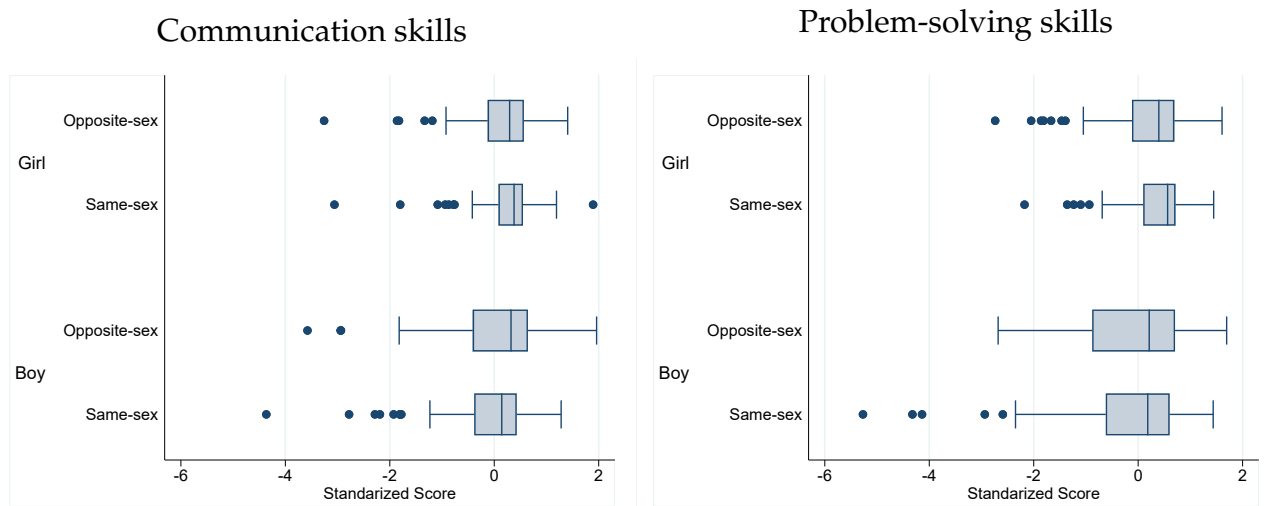 Communication skills
Opposite-sex
Girl
Same-sex
Opposite-sex
Boy
Same-sex
-6 -4 -2 0 2
Standarized Score
Problem-solving skills
Opposite-sex
Girl
Same-sex
Opposite-sex
Boy
Same-sex
-6 -4 -2 0 2
Standarized Score